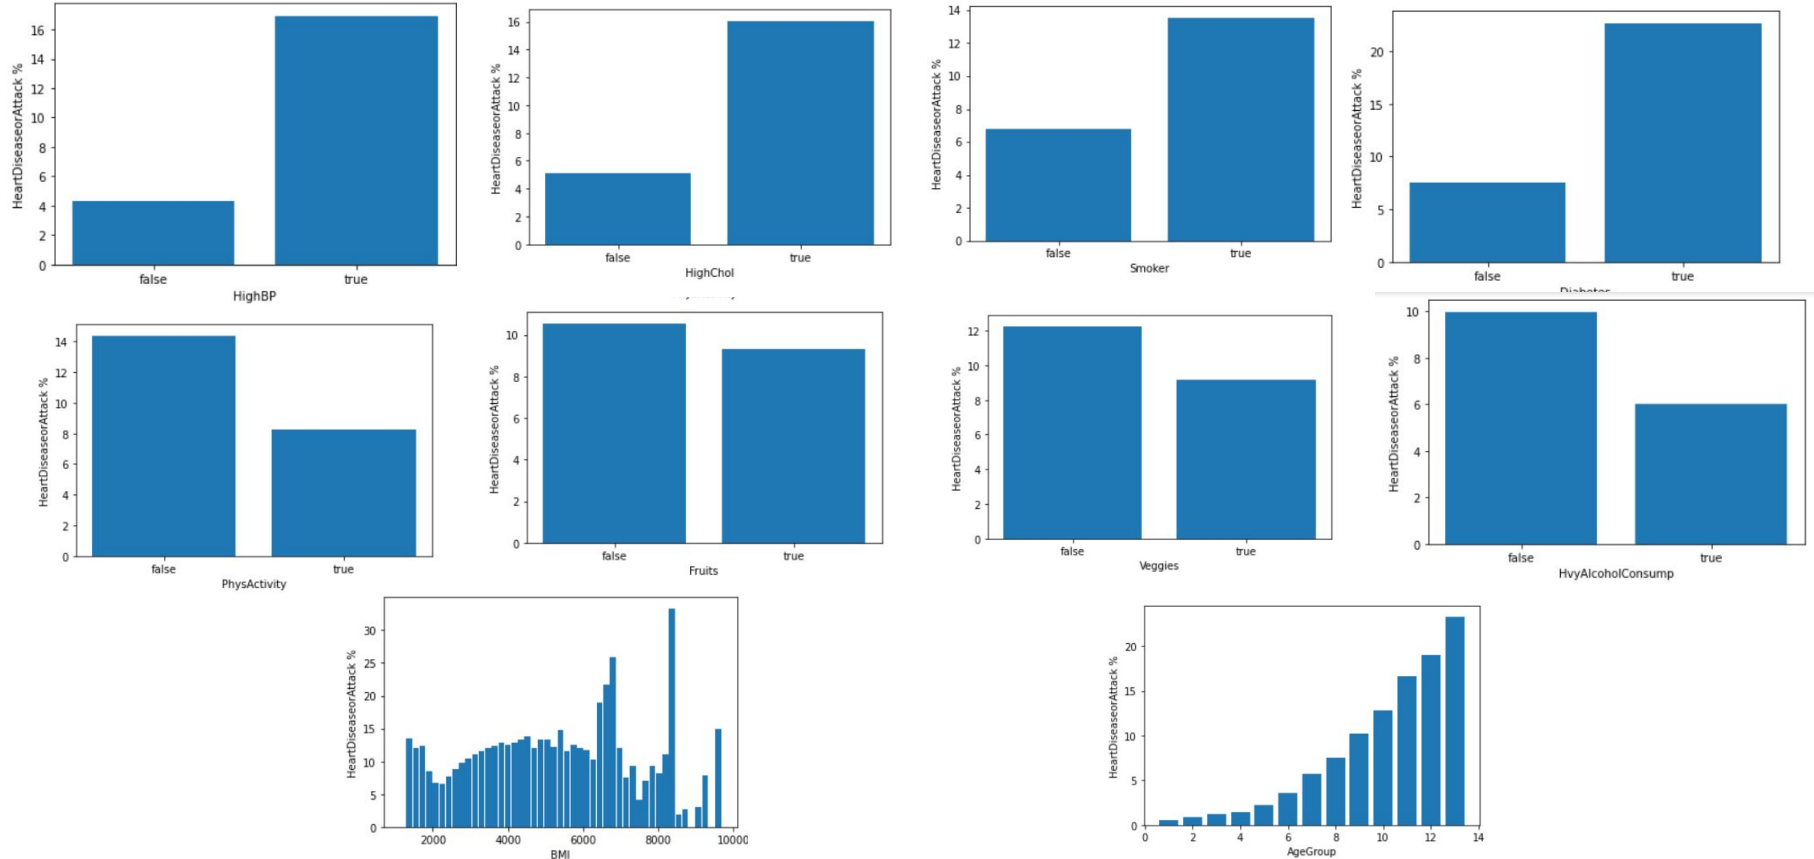 HeartDiseaseorAttack %
16
14
12
10
8
6
4
2
0
false true
HighBP
HeartDiseaseorAttack %
16
14
12
10
8
6
4
2
0
false true
HighChol
HeartDiseaseorAttack %
14
12
10
8
6
4
2
0
false true
Smoker
HeartDiseaseorAttack %
20
15
10
5
0
false true
Diabetes
HeartDiseaseorAttack %
14
12
10
8
6
4
2
0
false true
PhysActivity
HeartDiseaseorAttack %
10
8
6
4
2
0
false true
Fruits
HeartDiseaseorAttack %
12
10
8
6
4
2
0
false true
Veggies
HeartDiseaseorAttack %
10
8
6
4
2
0
false true
HvyAlcoholConsump
HeartDiseaseorAttack %
30
25
20
15
10
5
0
2000 4000 6000 8000 10000
BMI
HeartDiseaseorAttack %
20
15
10
5
0
0 2 4 6 8 10 12 14
AgeGroup